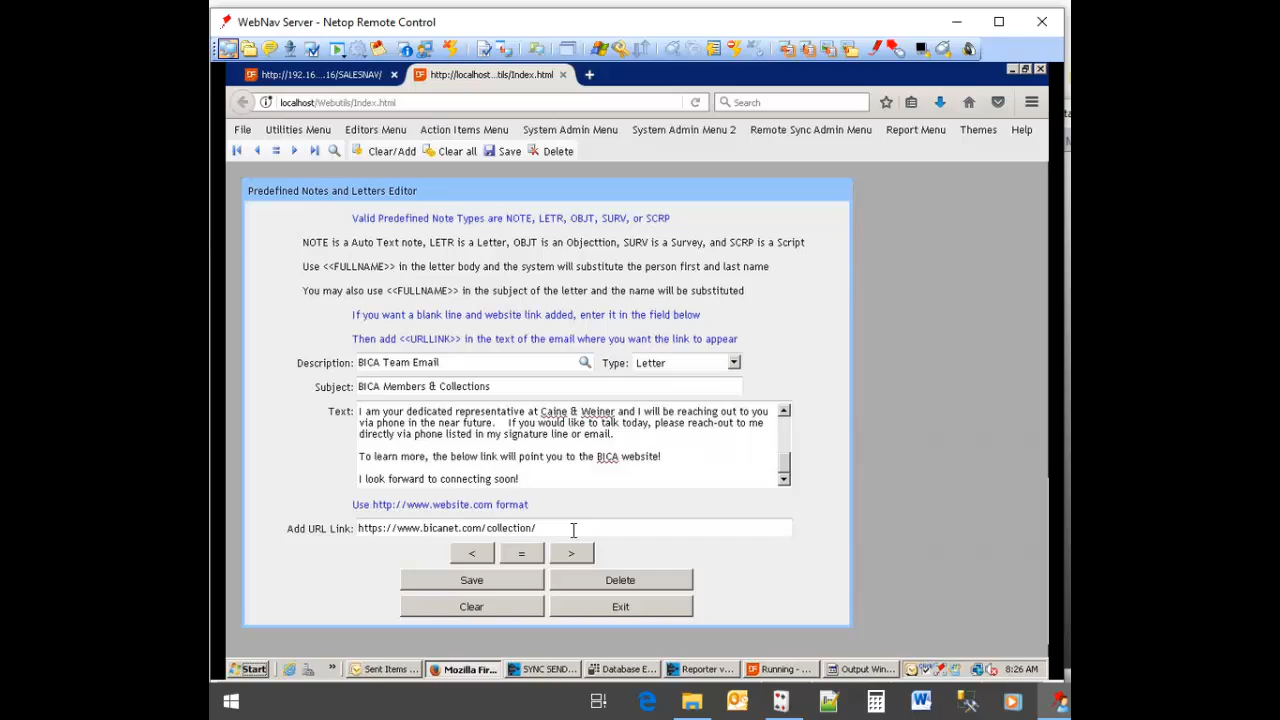 WebNav Server - Netop Remote Control
http://192.16....16/SALESNAV/ http://localhost...tils/Index.html
localhost/Webutils/Index.html Search
File Utilities Menu Editors Menu Action Items Menu System Admin Menu System Admin Menu 2 Remote Sync Admin Menu Report Menu Themes Help
Clear/Add Clear all Save Delete
Predefined Notes and Letters Editor
Valid Predefined Note Types are NOTE, LETR, OBJT, SURV, or SCRP
NOTE is a Auto Text note, LETR is a Letter, OBJT is an Objecttion, SURV is a Survey, and SCRP is a Script
Use <<FULLNAME>> in the letter body and the system will substitute the person first and last name
You may also use <<FULLNAME>> in the subject of the letter and the name will be substituted
If you want a blank line and website link added, enter it in the field below
Then add <<URLLINK>> in the text of the email where you want the link to appear
Description: BICA Team Email Type: Letter
Subject: BICA Members & Collections
Text: I am your dedicated representative at Caine & Weiner and I will be reaching out to you
via phone in the near future. If you would like to talk today, please reach-out to me
directly via phone listed in my signature line or email.
To learn more, the below link will point you to the BICA website!
I look forward to connecting soon!
Use http://www.website.com format
Add URL Link: https://www.bicanet.com/collection/
< = >
Save Delete
Clear Exit
Start Sent Items ... Mozilla Fir... SYNC SEND... Database E... Reporter v... Running - ... Output Win... 8:26 AM